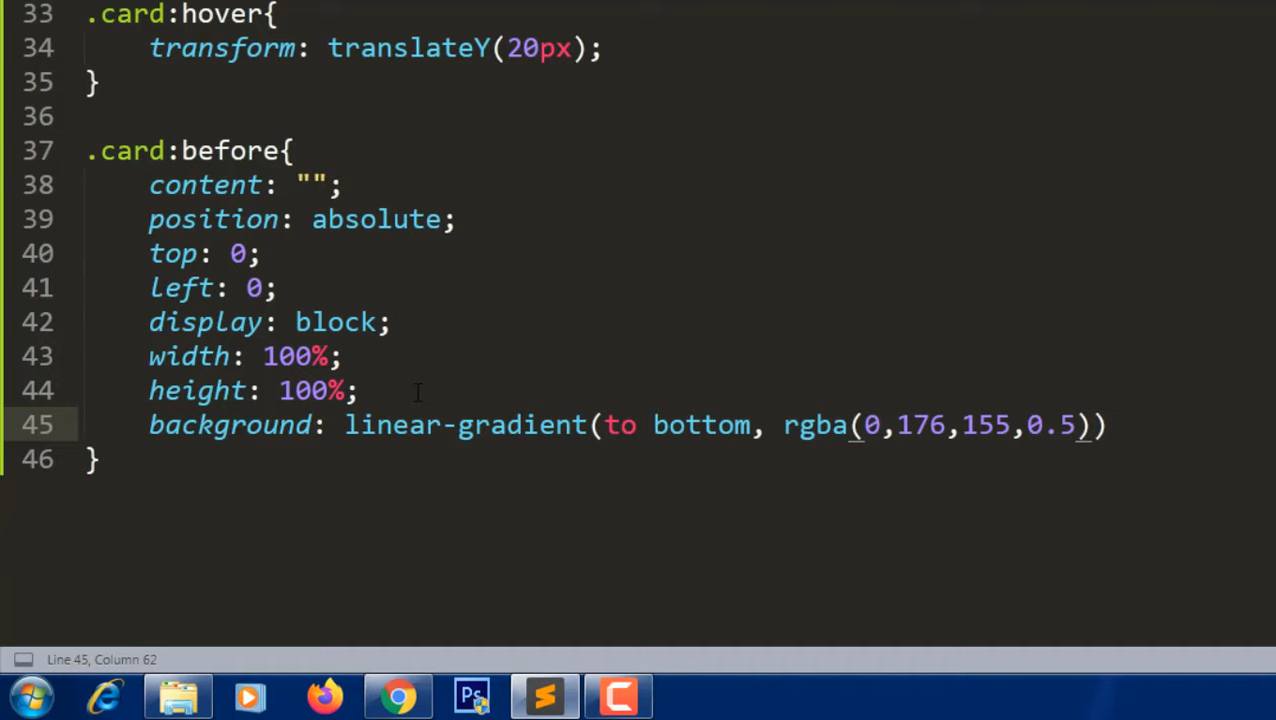 33 .card:hover{
34 transform: translateY(20px);
35 }
36
37 .card:before{
38 content: "";
39 position: absolute;
40 top: 0;
41 left: 0;
42 display: block;
43 width: 100%;
44 height: 100%;
45 background: linear-gradient(to bottom, rgba(0,176,155,0.5))
46 }
Line 45, Column 62
Ps